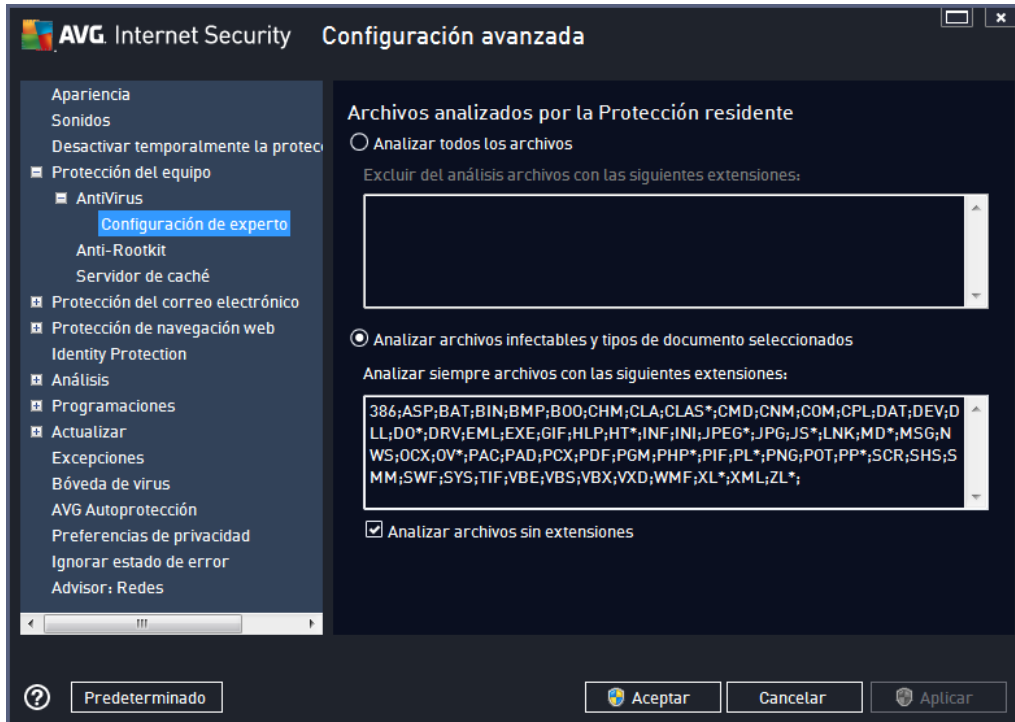 AVG. Internet Security Configuración avanzada
Apariencia
Sonidos
Desactivar temporalmente la protec
Protección del equipo
AntiVirus
Configuración de experto
Anti-Rootkit
Servidor de caché
Protección del correo electrónico
Protección de navegación web
Identity Protection
Análisis
Programaciones
Actualizar
Excepciones
Bóveda de virus
AVG Autoprotección
Preferencias de privacidad
Ignorar estado de error
Advisor: Redes
Archivos analizados por la Protección residente
Analizar todos los archivos
Excluir del análisis archivos con las siguientes extensiones:
Analizar archivos infectables y tipos de documento seleccionados
Analizar siempre archivos con las siguientes extensiones:
386;ASP;BAT;BIN;BMP;BOO;CHM;CLA;CLAS*;CMD;CNM;COM;CPL;DAT;DEV;D
LL;DO*;DRV;EML;EXE;GIF;HLP;HT*;INF;INI;JPEG*;JPG;JS*;LNK;MD*;MSG;N
WS;OCX;OV*;PAC;PAD;PCX;PDF;PGM;PHP*;PIF;PL*;PNG;POT;PP*;SCR;SHS;S
MM;SWF;SYS;TIF;VBE;VBS;VBX;VXD;WMF;XL*;XML;ZL*;
Analizar archivos sin extensiones
Predeterminado
Aceptar
Cancelar
Aplicar